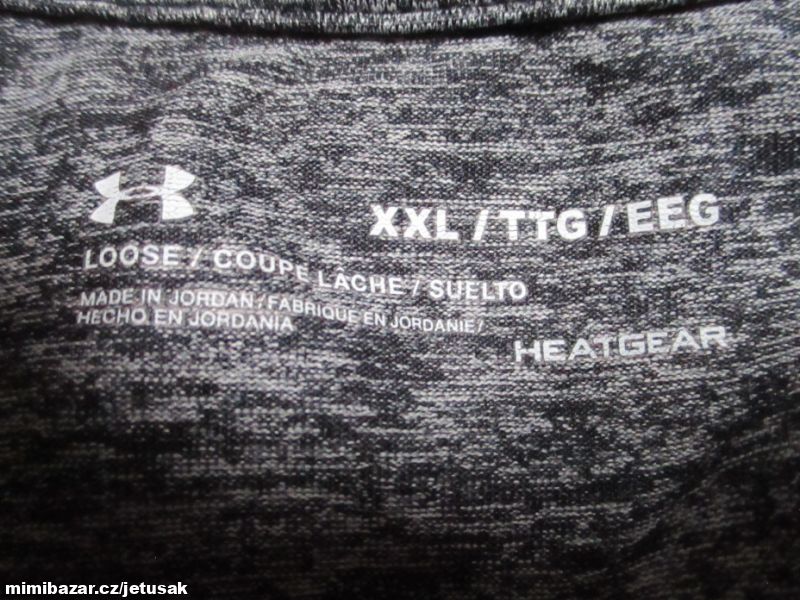 XXL / TTG / EEG
LOOSE / COUPE LÂCHE / SUELTO
MADE IN JORDAN / FABRIQUE EN JORDANIE /
HECHO EN JORDANIA
HEATGEAR
mimibazar.cz/jetusak